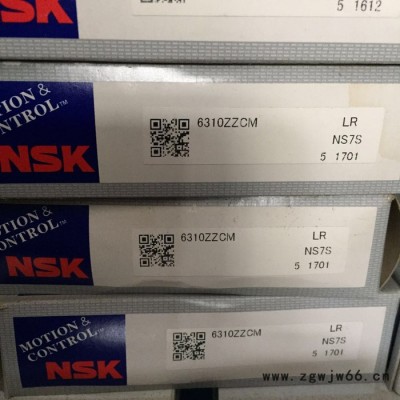 5 1612
MOTION &
CONTROL™
NSK
6310ZZCM
LR
NS7S
5 1701
MOTION &
CONTROL™
NSK
6310ZZCM
LR
NS7S
5 1701
MOTION &
CONTROL™
NSK
6310ZZCM
LR
NS7S
5 1701
www.zgwjw66.cn